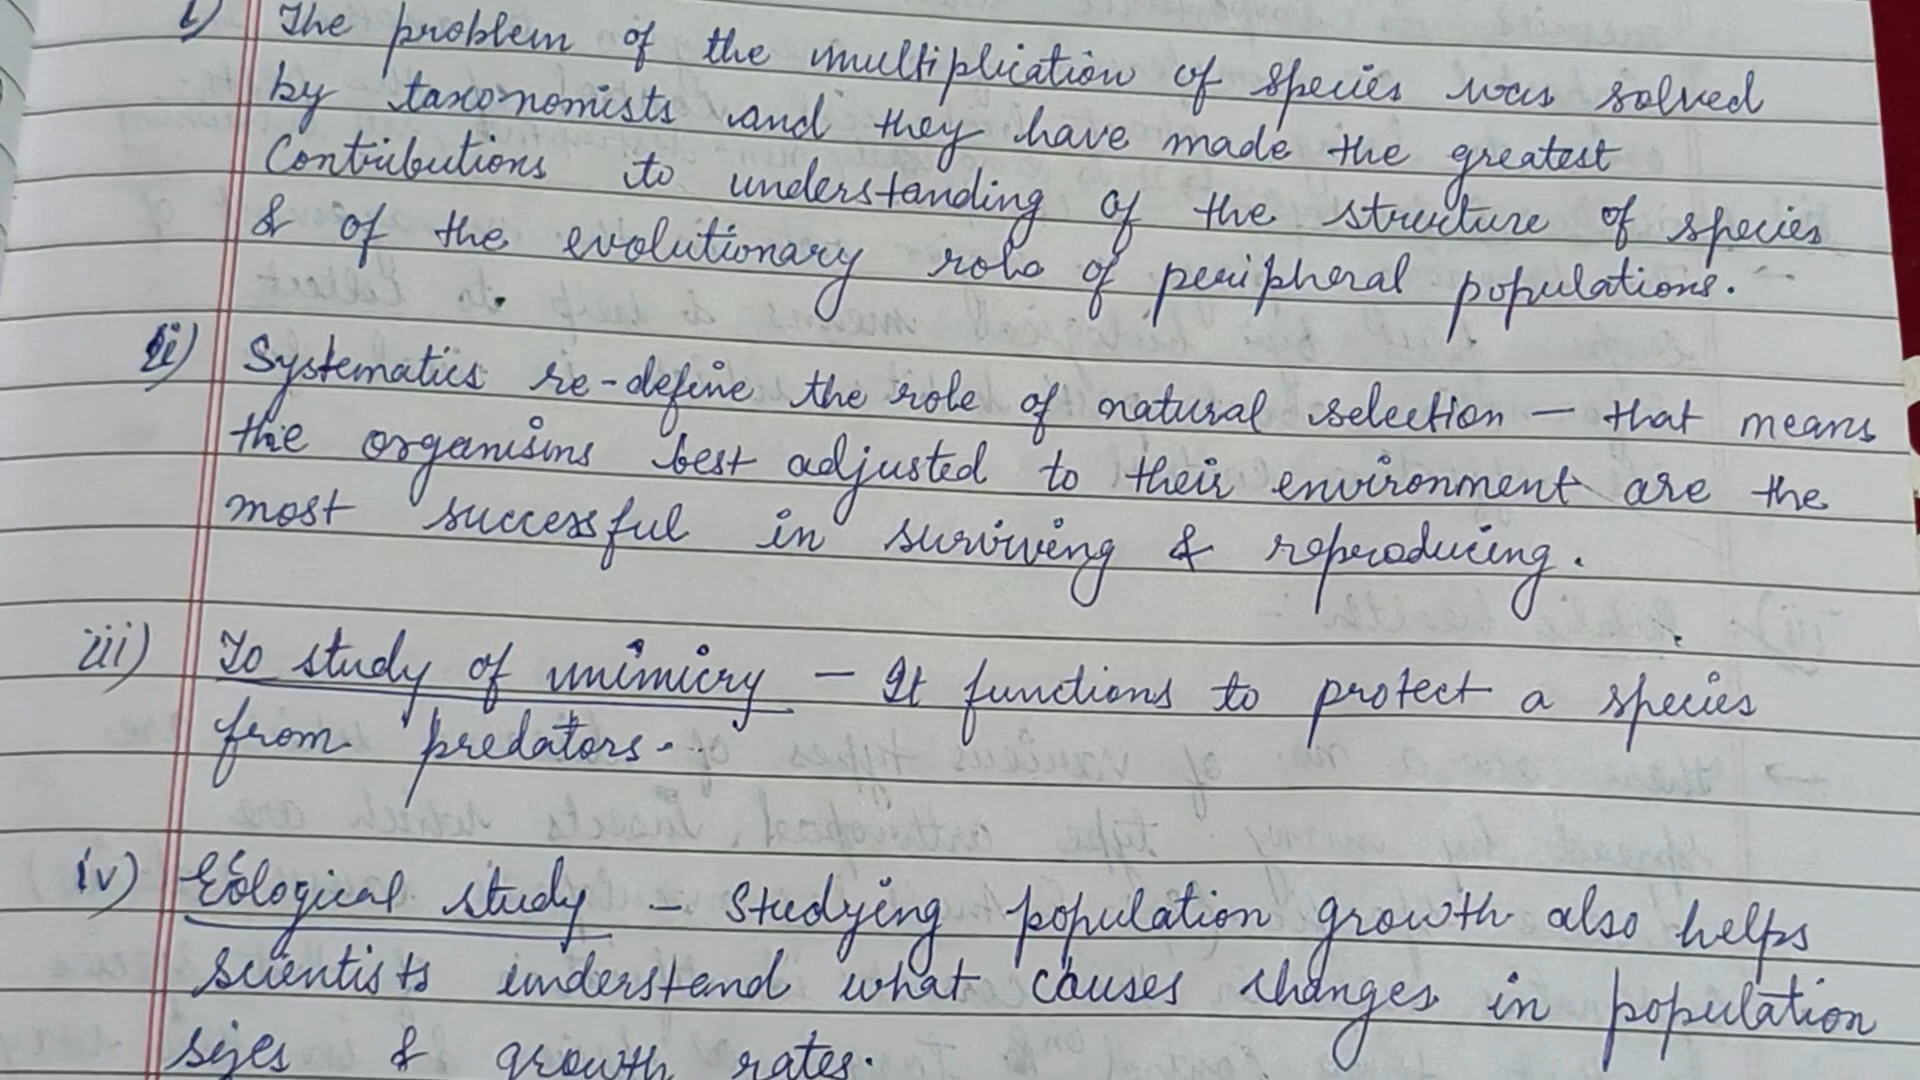 i) The problem of the multiplication of species was solved
by taxonomists and they have made the greatest
Contributions to understanding of the structure of species
& of the evolutionary role of peripheral populations.
ii) Systematics re-define the role of natural selection – that means
the organisms best adjusted to their environment are the
most successful in surviving & reproducing.
iii) To study of mimicry – It functions to protect a species
from predators.
iv) Ecological study – Studying population growth also helps
scientists understand what causes changes in population
sizes & growth rates.